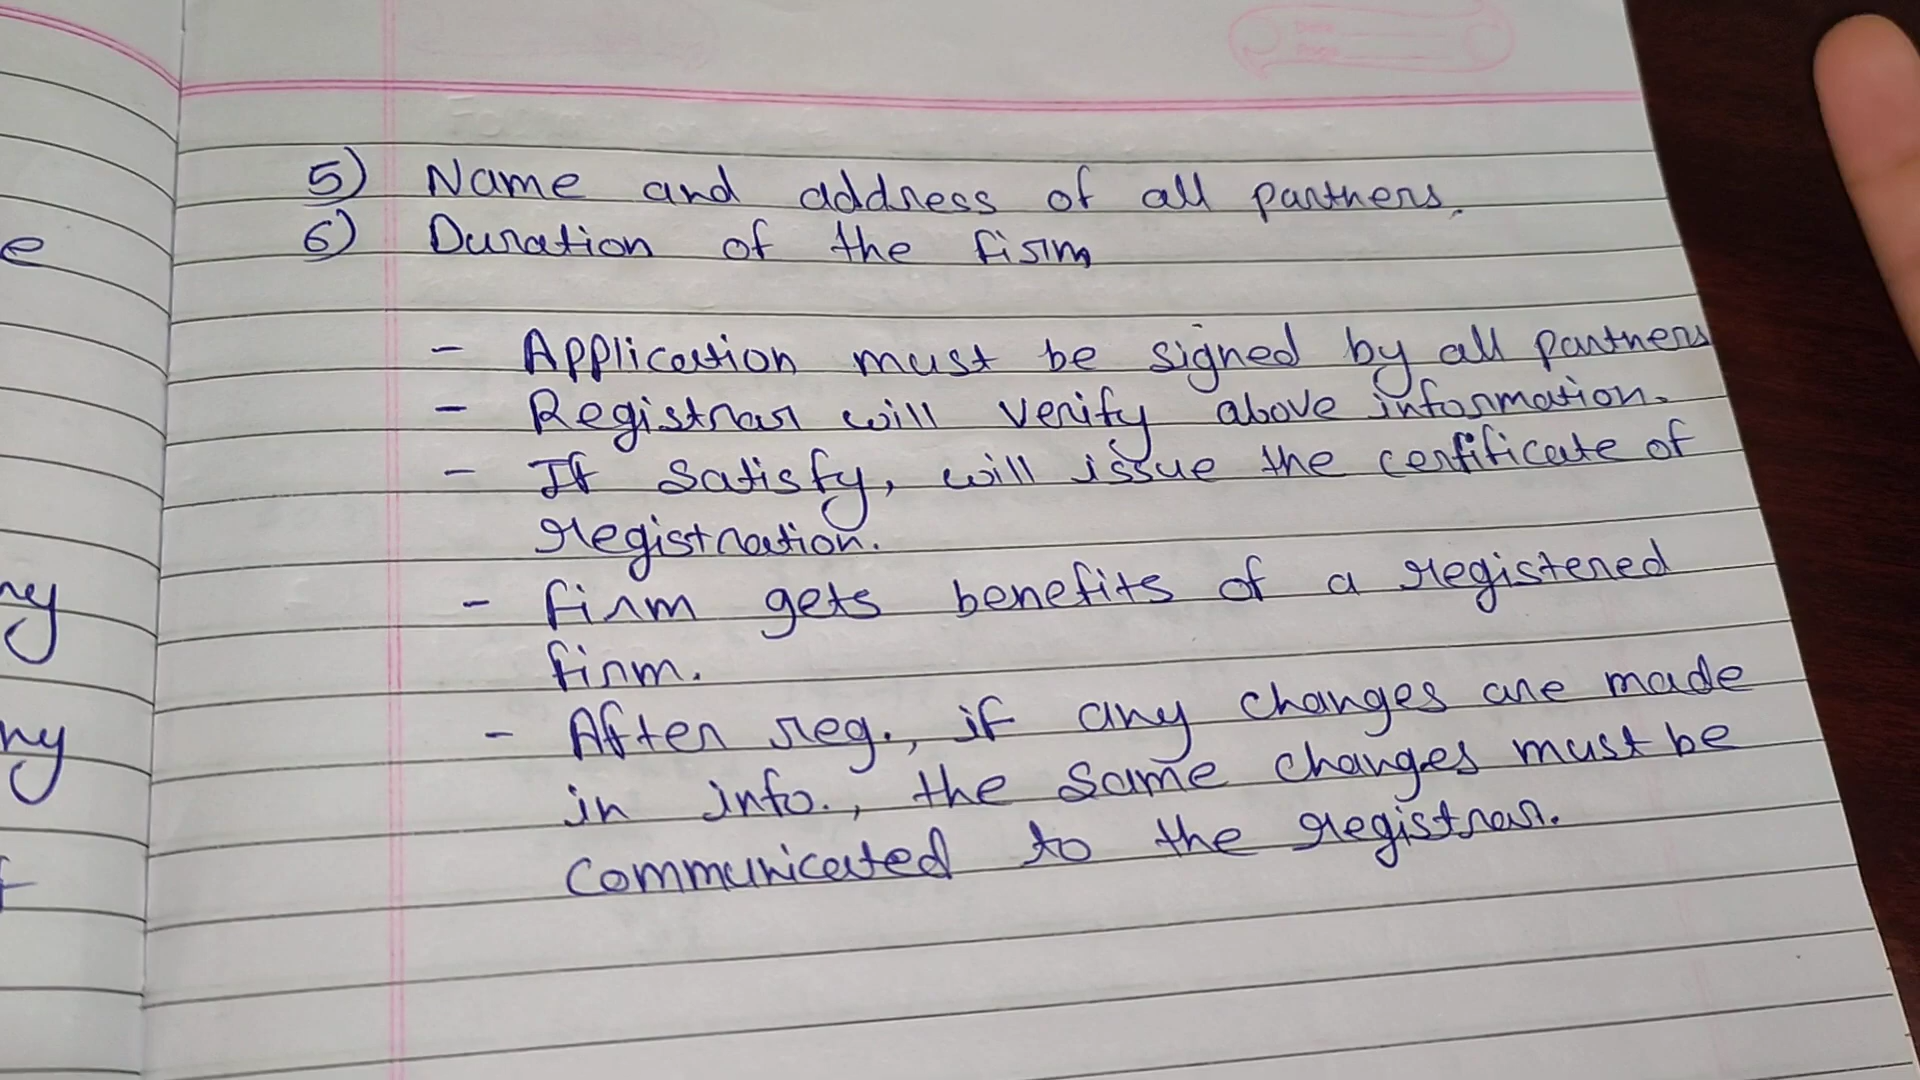 5) Name and address of all partners.
6) Duration of the firm
- Application must be signed by all partners
- Registrar will verify above information.
- If satisfy, will issue the certificate of
registration.
- firm gets benefits of a registered
firm.
- After reg., if any changes are made
in info., the same changes must be
communicated to the registrar.